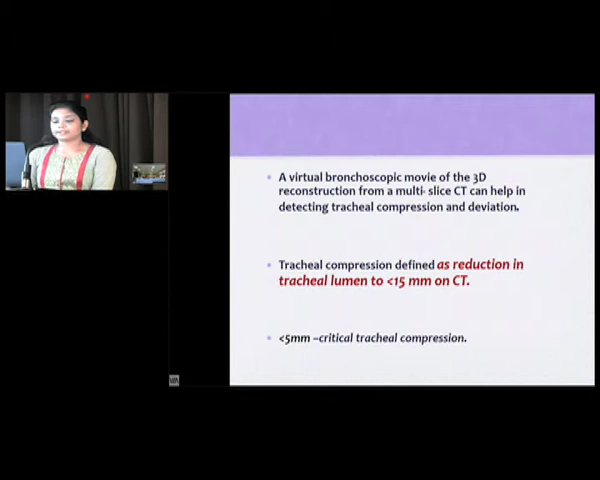 A virtual bronchoscopic movie of the 3D
reconstruction from a multi- slice CT can help in
detecting tracheal compression and deviation.
Tracheal compression defined as reduction in
tracheal lumen to <15 mm on CT.
<5mm –critical tracheal compression.